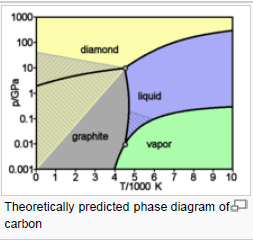 1000
100
10
1
0.1
0.01
0.001
p/GPa
diamond
liquid
graphite
vapor
0 1 2 3 4 5 6 7 8 9 10
T/1000 K
Theoretically predicted phase diagram of
carbon